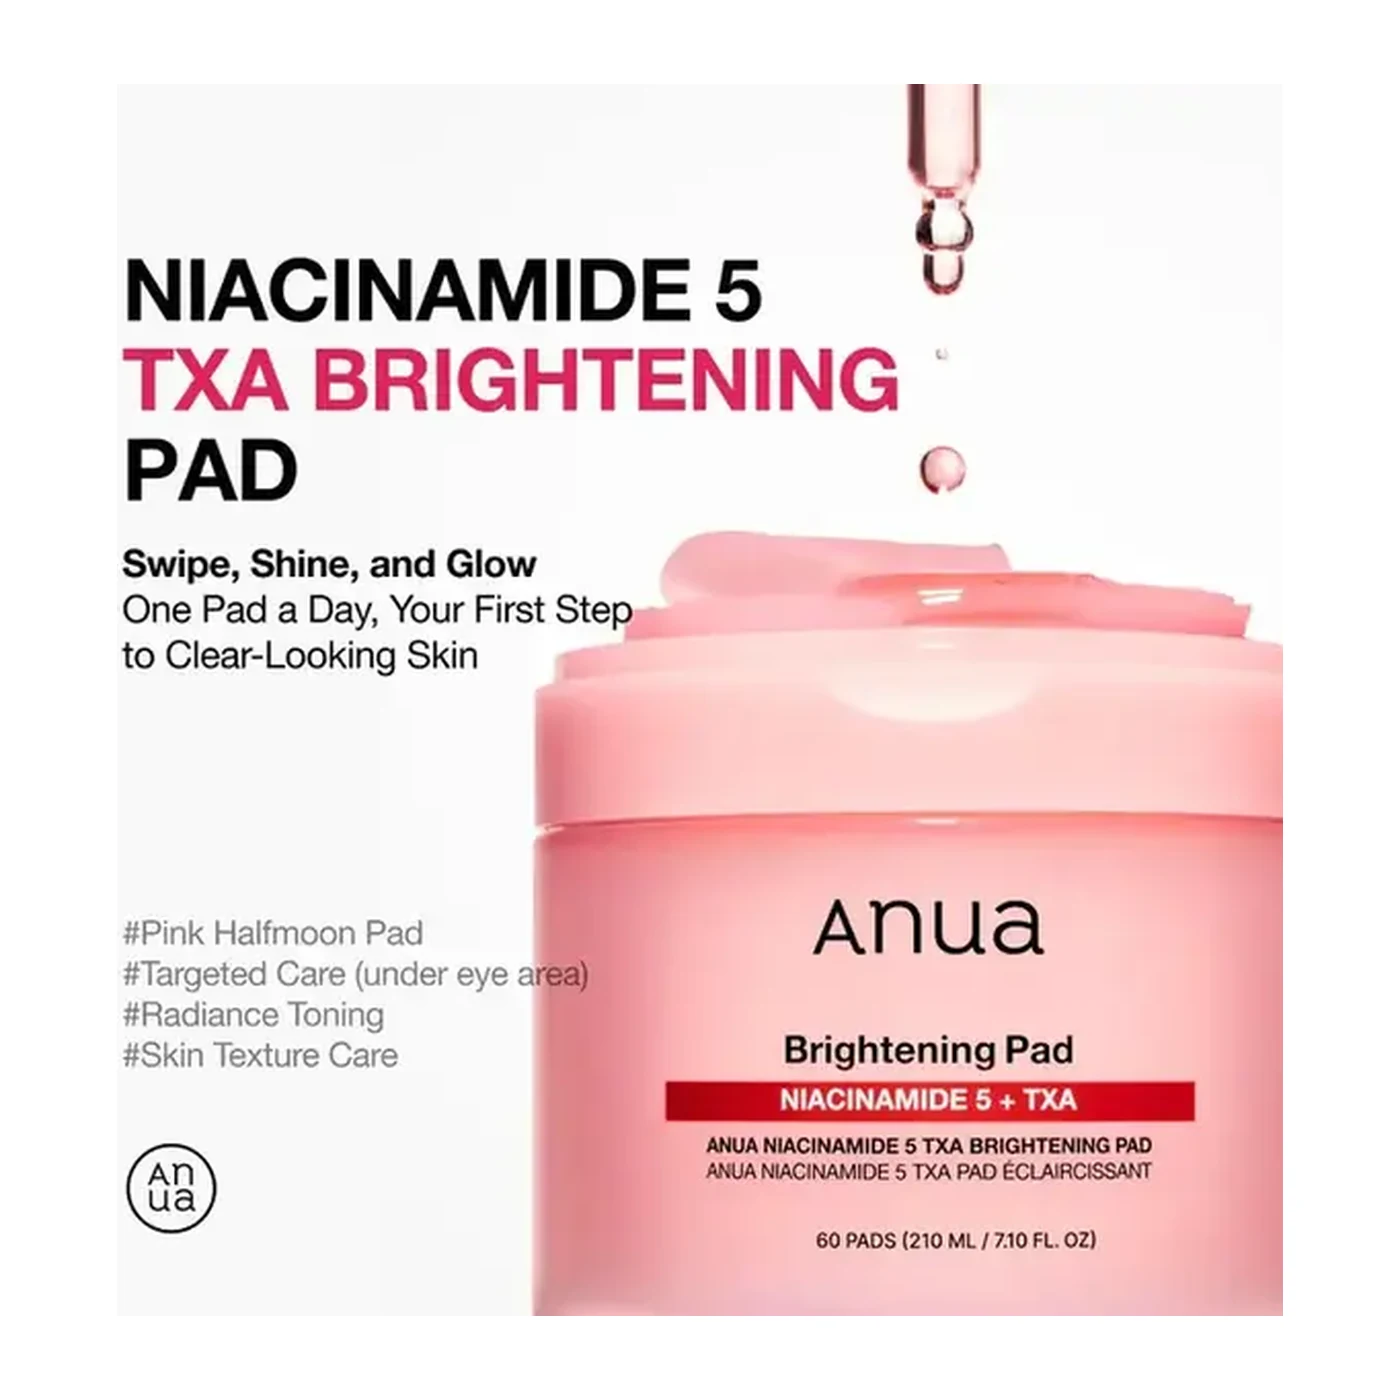 NIACINAMIDE 5
TXA BRIGHTENING
PAD
Swipe, Shine, and Glow
One Pad a Day, Your First Step
to Clear-Looking Skin
#Pink Halfmoon Pad
#Targeted Care (under eye area)
#Radiance Toning
#Skin Texture Care
An
ua
Anua
Brightening Pad
NIACINAMIDE 5 + TXA
ANUA NIACINAMIDE 5 TXA BRIGHTENING PAD
ANUA NIACINAMIDE 5 TXA PAD ÉCLAIRCISSANT
60 PADS (210 ML / 7.10 FL. OZ)